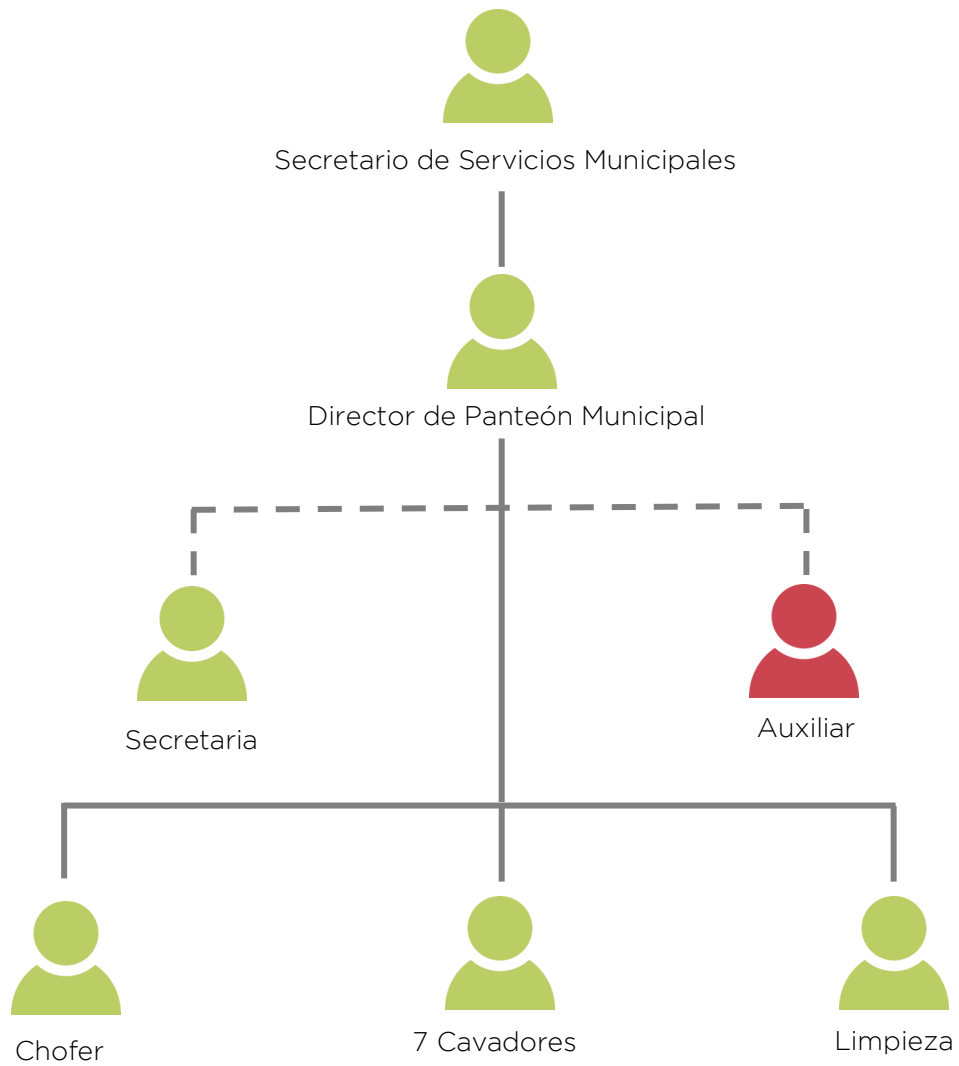 Secretario de Servicios Municipales
Director de Panteón Municipal
Secretaria
Auxiliar
Chofer
7 Cavadores
Limpieza